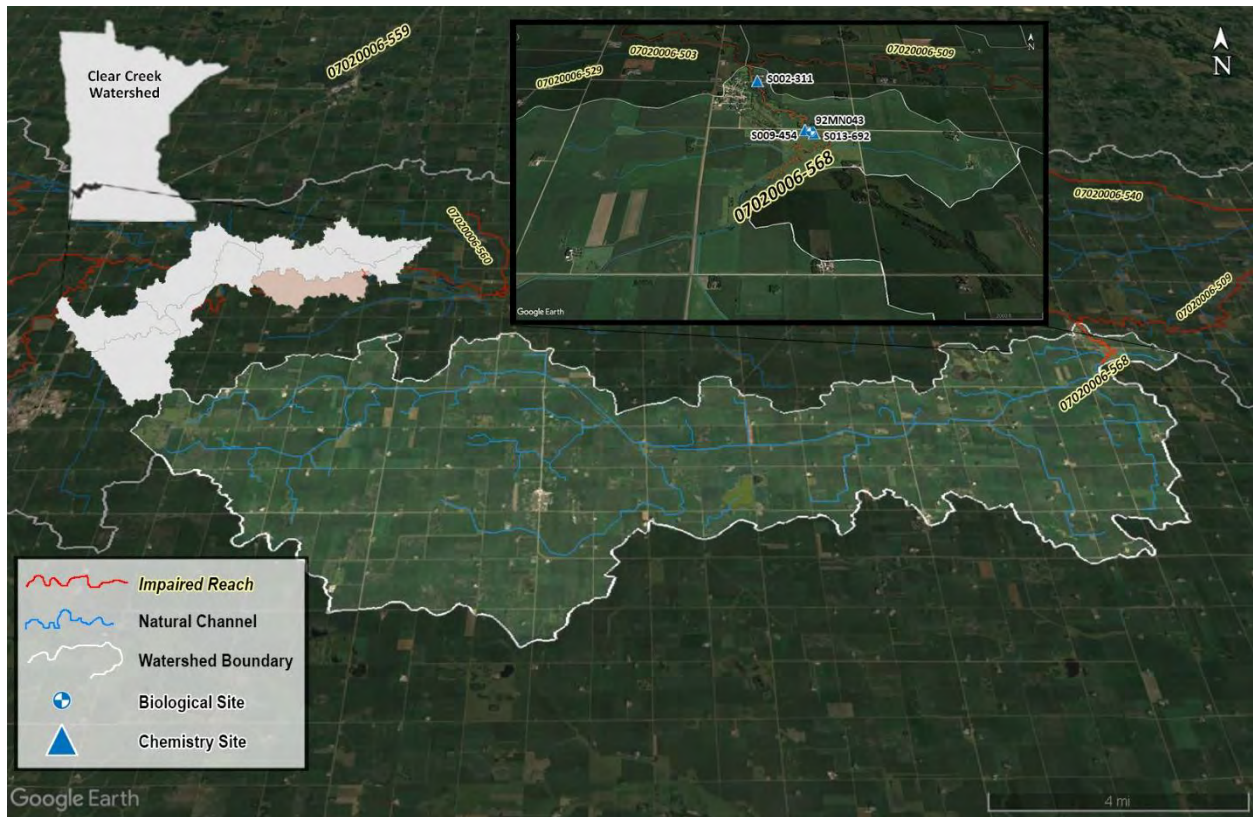 Clear Creek
Watershed
07020006-559
N
07020006-503
07020006-509
07020006-529
S002-311
92MN043
S009-454
S013-692
07020006-568
N
Google Earth
07020006-560
07020006-540
07020006-509
07020006-568
Impaired Reach
Natural Channel
Watershed Boundary
Biological Site
Chemistry Site
Google Earth
4 mi